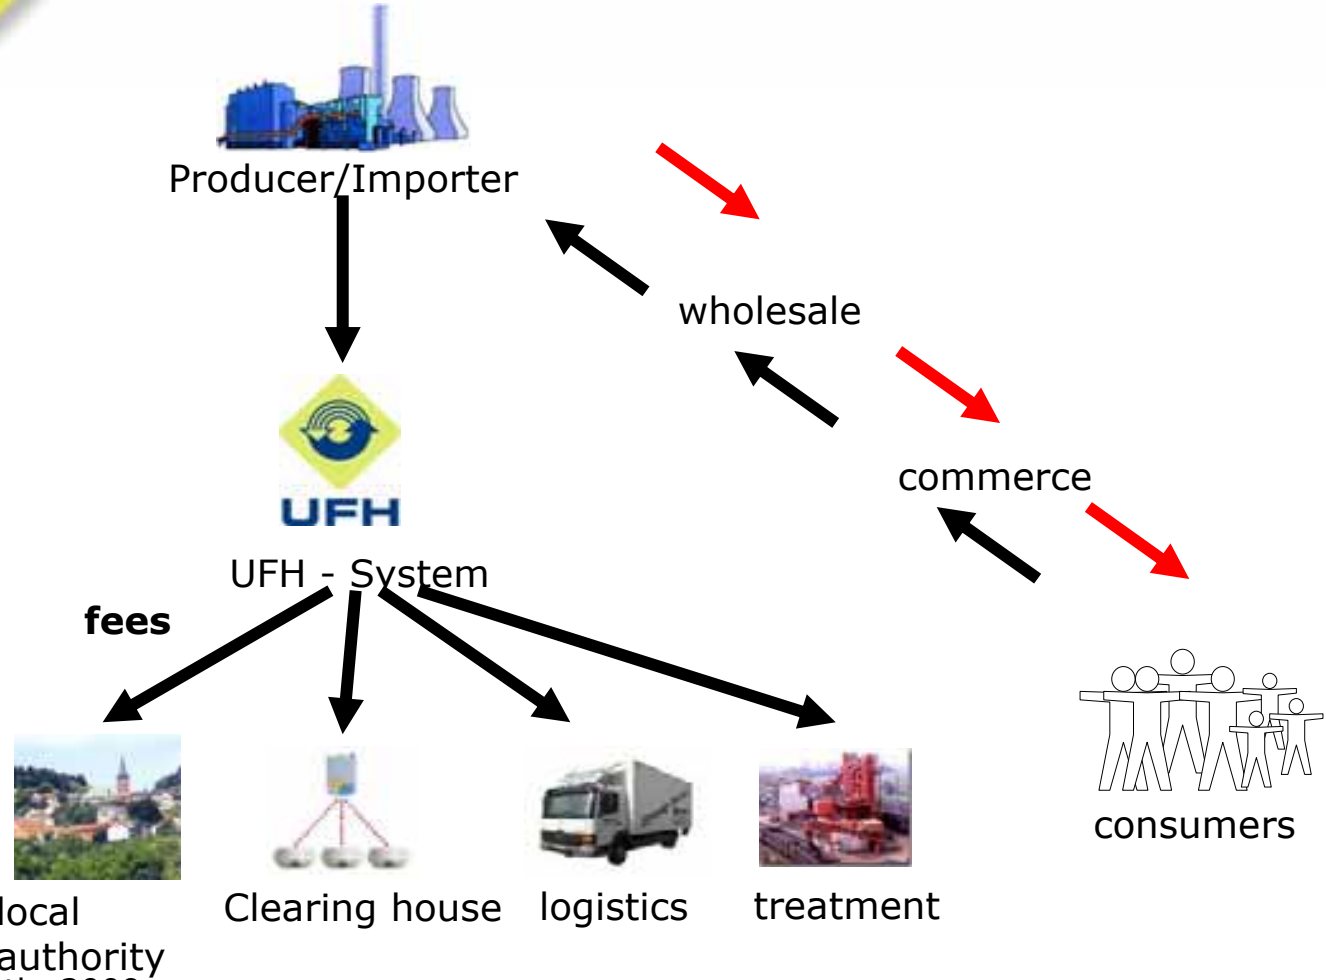 Producer/Importer
wholesale
commerce
UFH
UFH - System
fees
consumers
local
authority
Clearing house
logistics
treatment